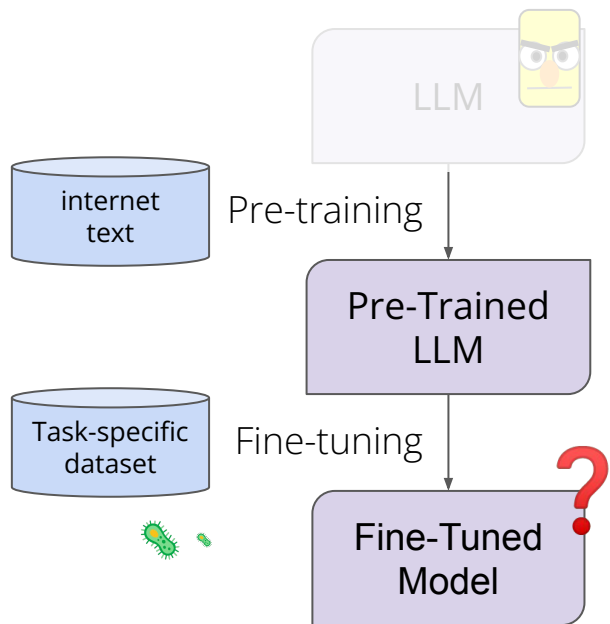 LLM
internet
text
Pre-training
Pre-Trained
LLM
Task-specific
dataset
Fine-tuning
Fine-Tuned
Model